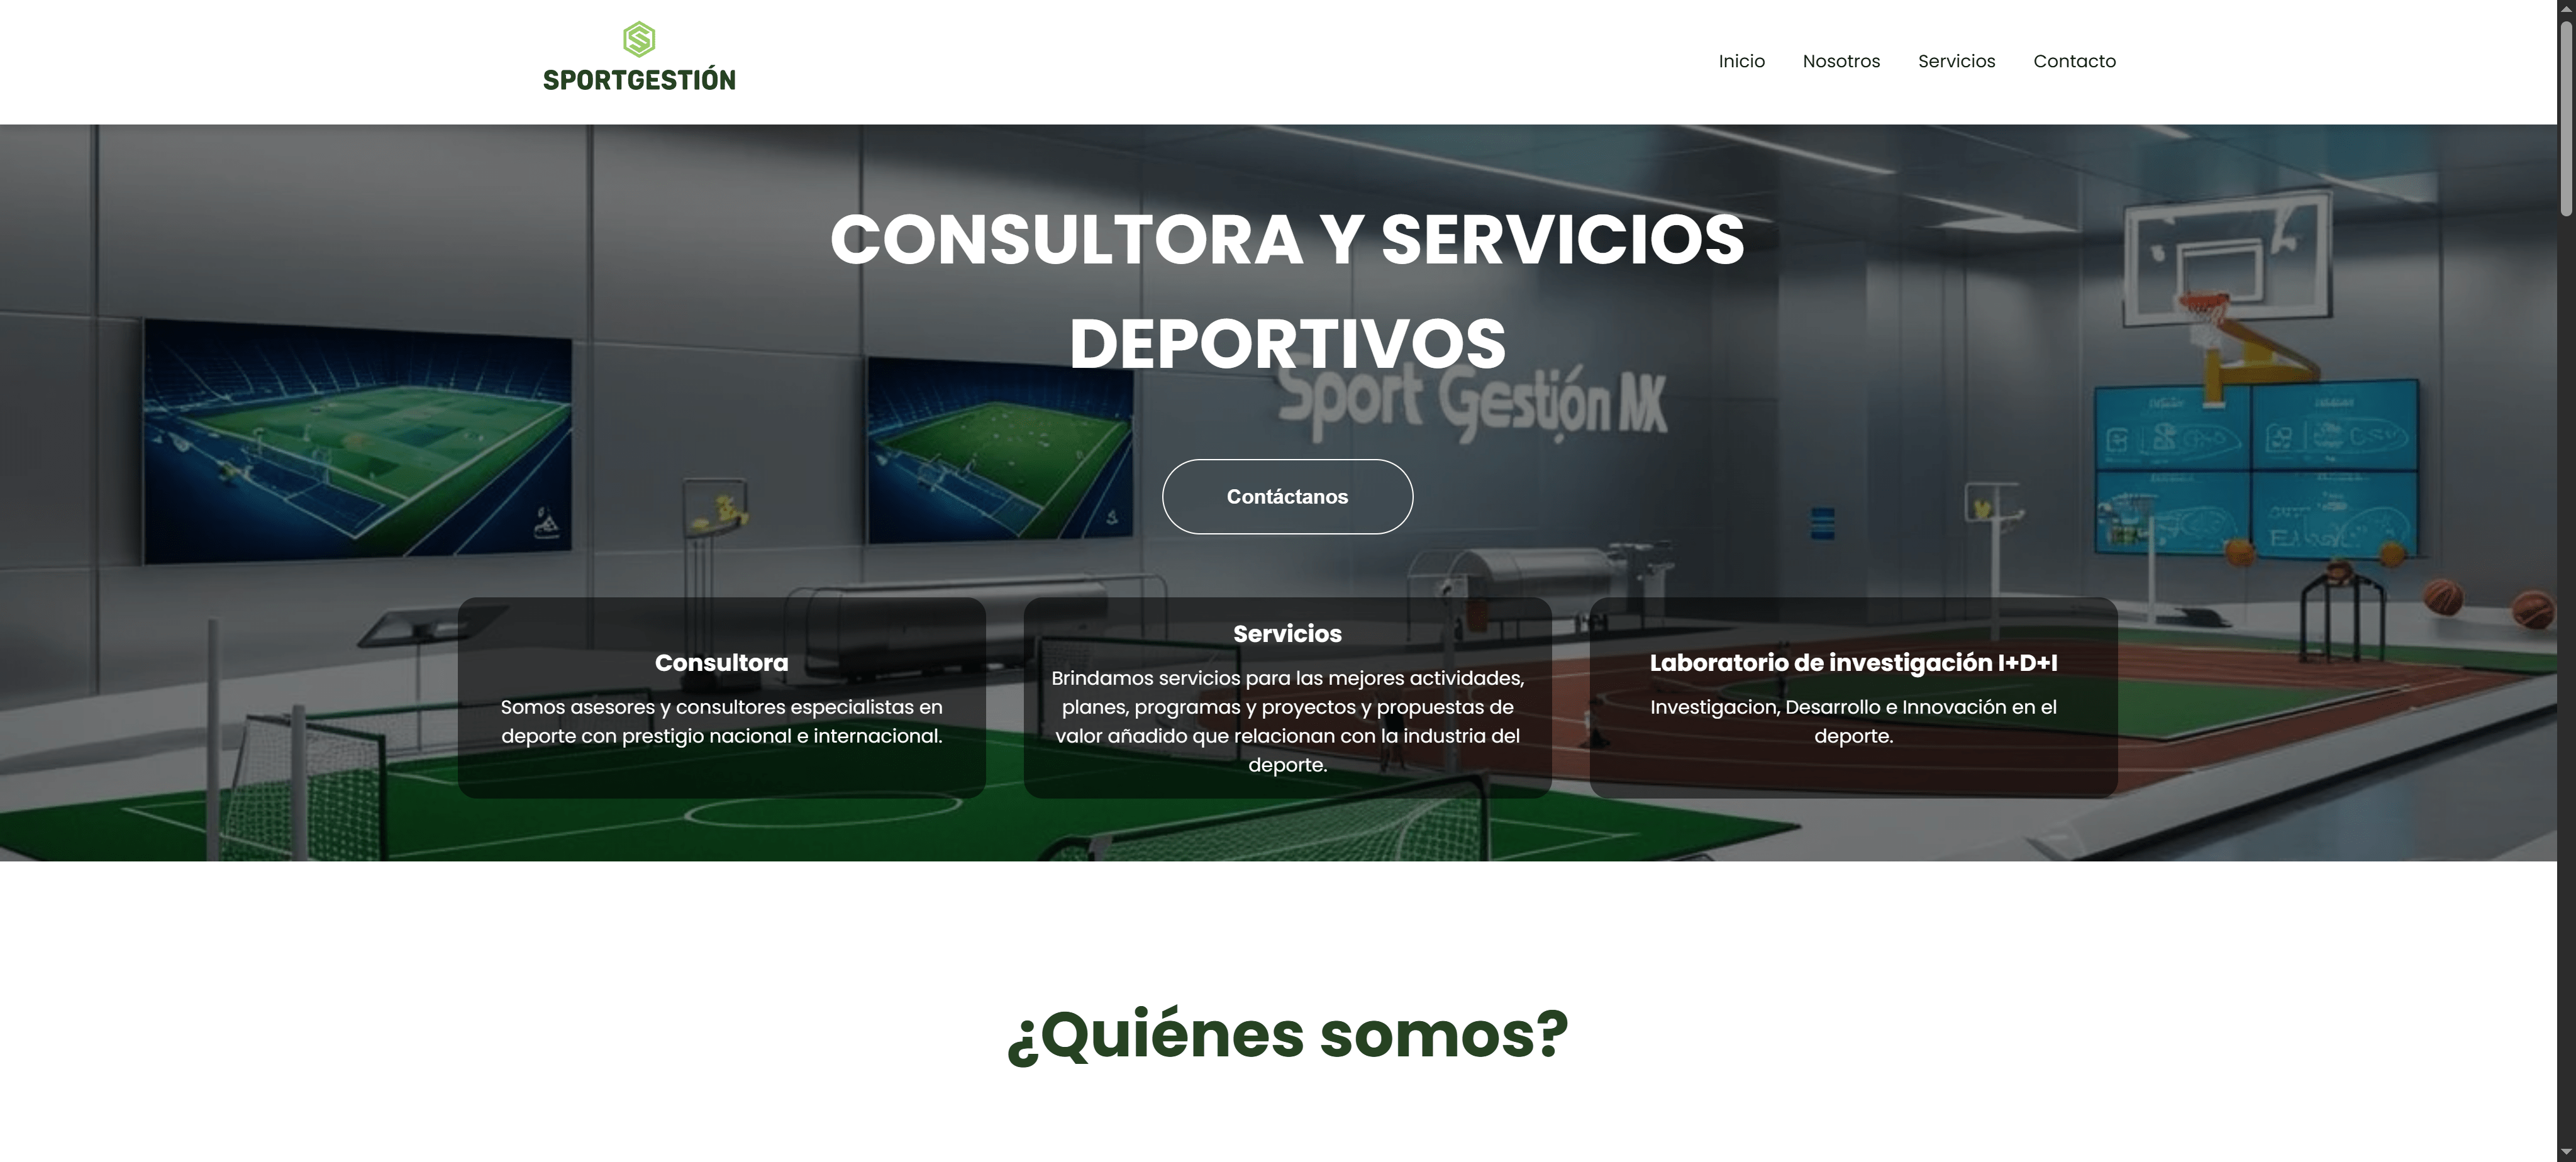 SPORTGESTIÓN
Inicio Nosotros Servicios Contacto
CONSULTORA Y SERVICIOS
DEPORTIVOS
Sport Gestión MX
Contáctanos
Consultora
Somos asesores y consultores especialistas en
deporte con prestigio nacional e internacional.
Servicios
Brindamos servicios para las mejores actividades,
planes, programas y proyectos y propuestas de
valor añadido que relacionan con la industria del
deporte.
Laboratorio de investigación I+D+I
Investigacion, Desarrollo e Innovación en el
deporte.
¿Quiénes somos?